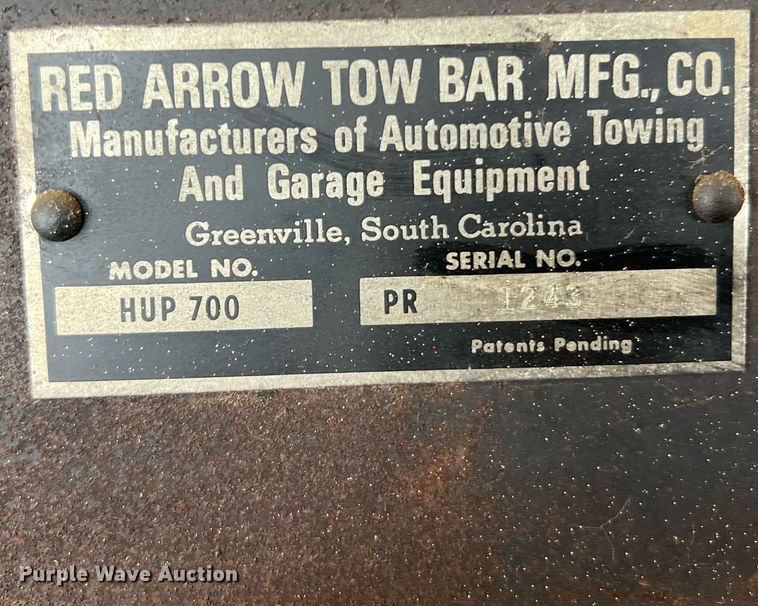 RED ARROW TOW BAR MFG., CO.
Manufacturers of Automotive Towing
And Garage Equipment
Greenville, South Carolina
MODEL NO. SERIAL NO.
HUP 700 PR 1243
Patents Pending
Purple Wave Auction